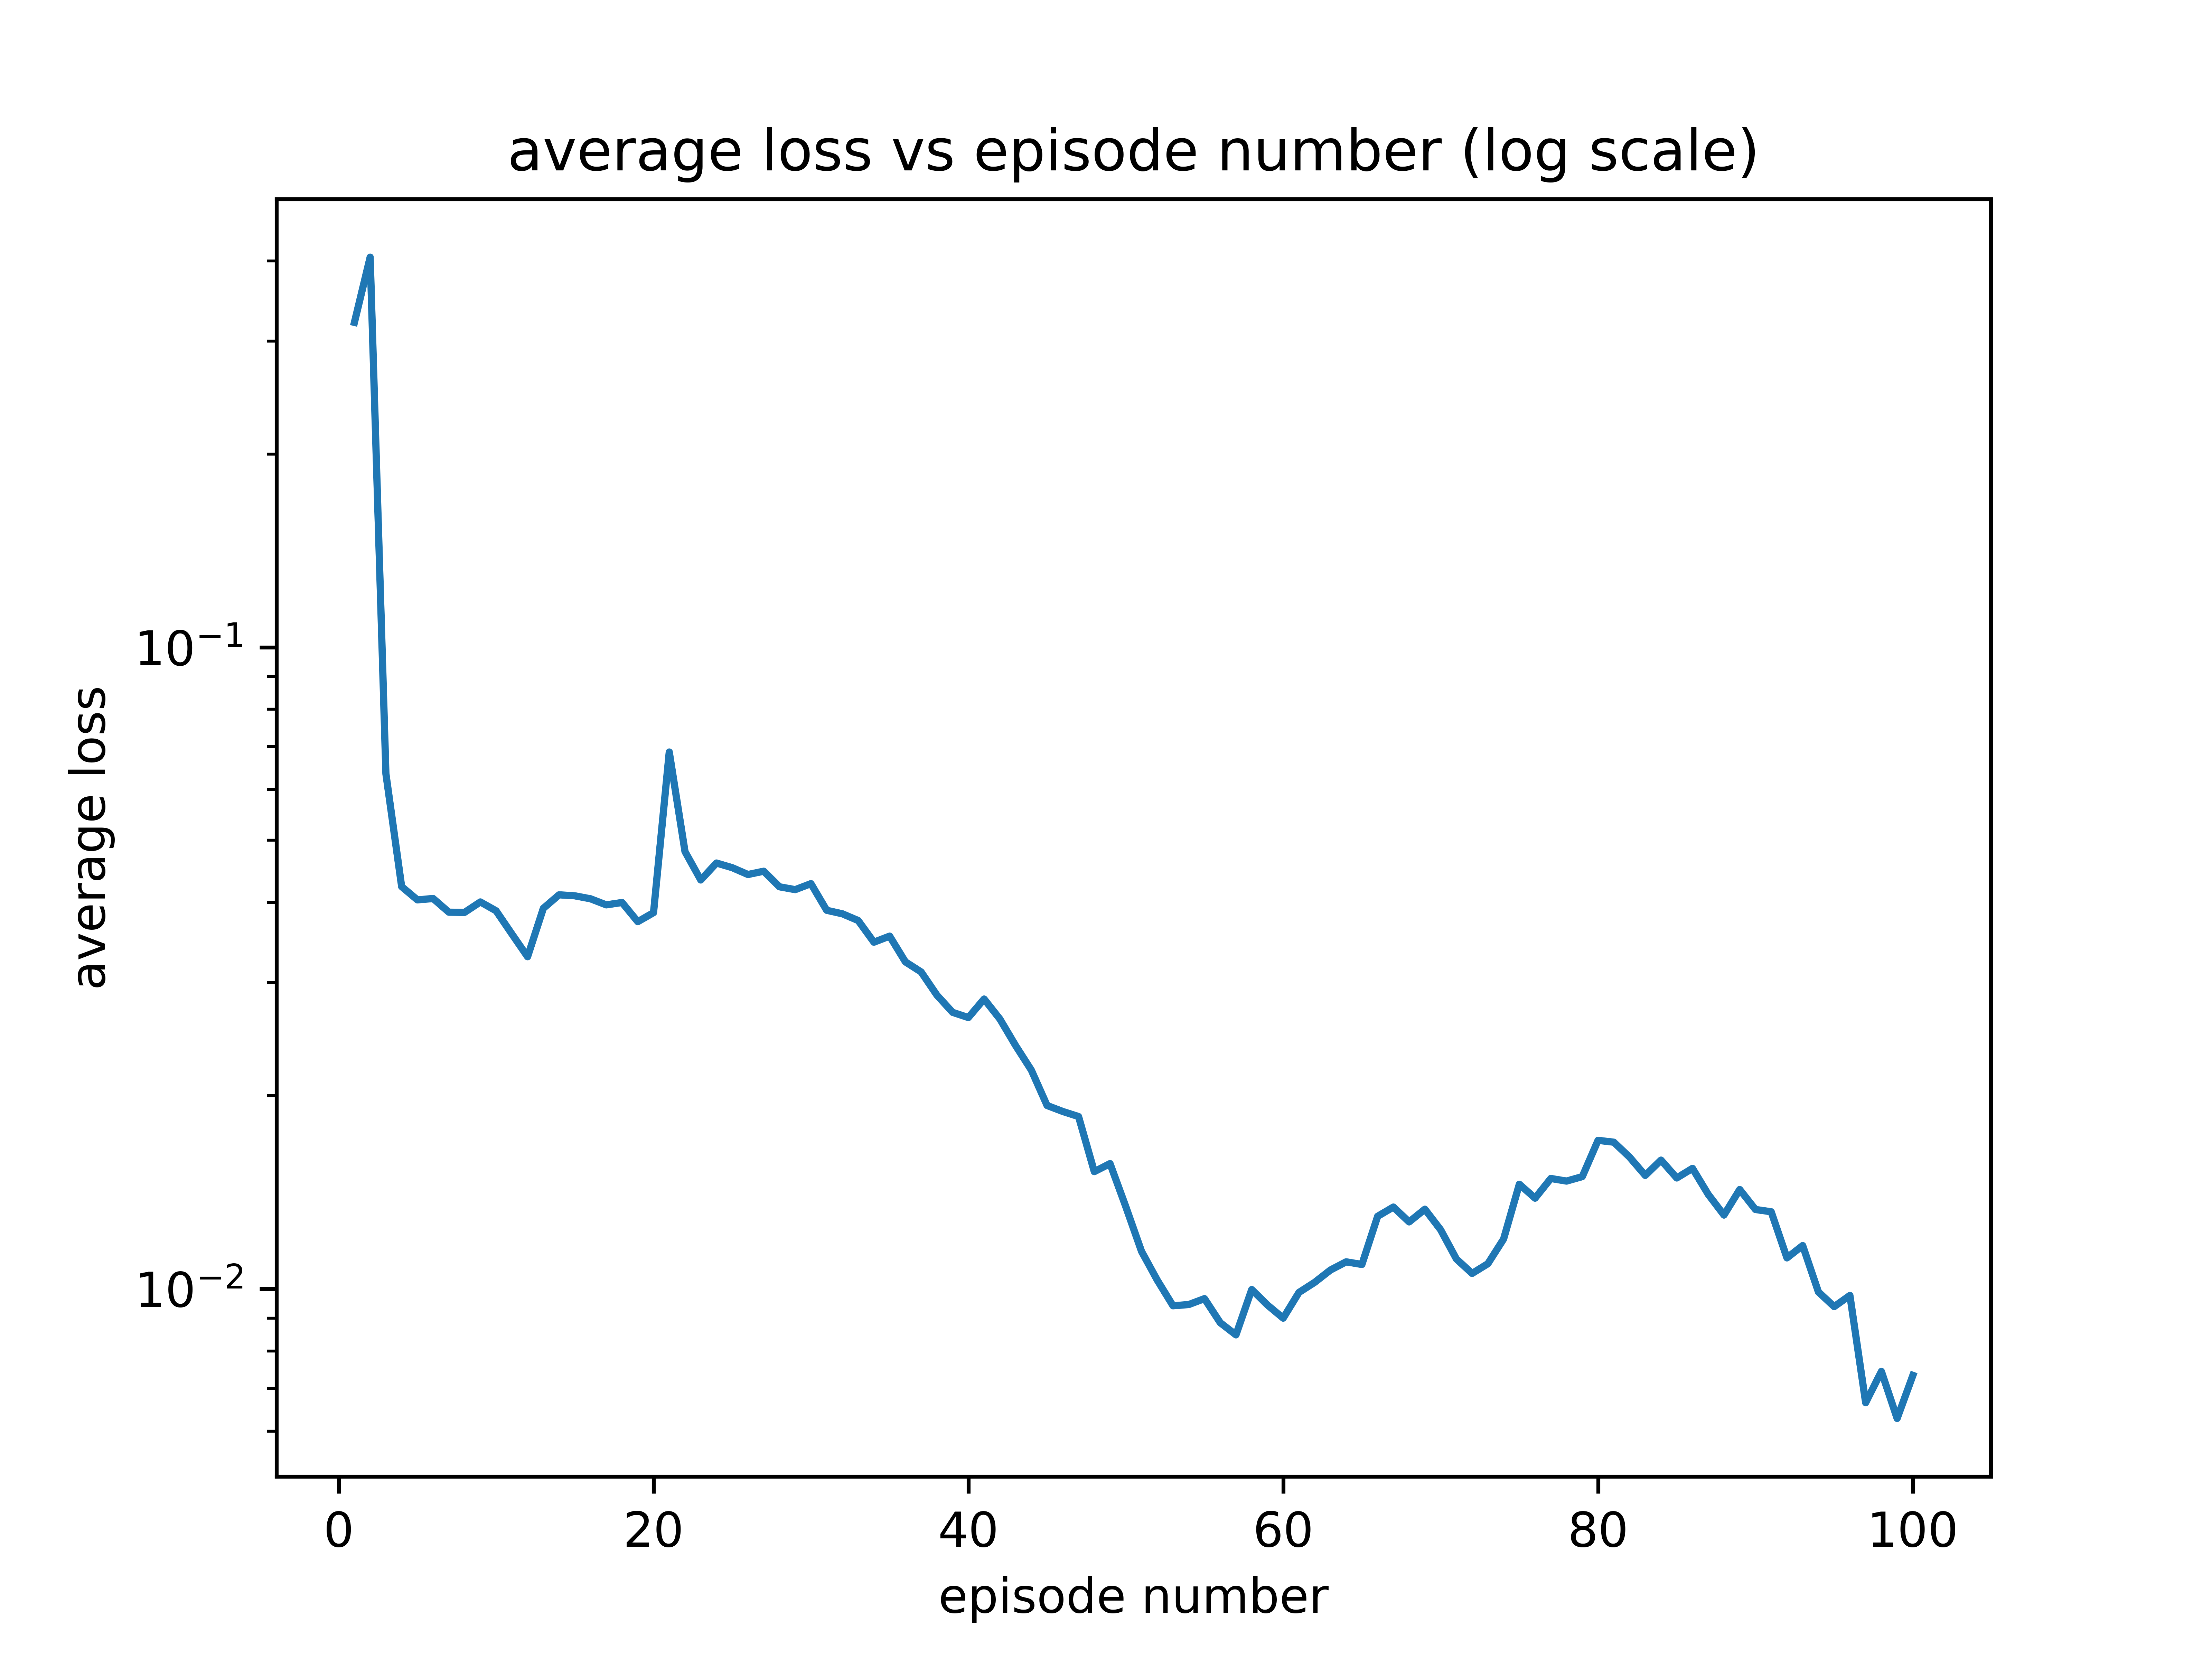 average loss vs episode number (log scale)
average loss
10⁻¹
10⁻²
0 20 40 60 80 100
episode number